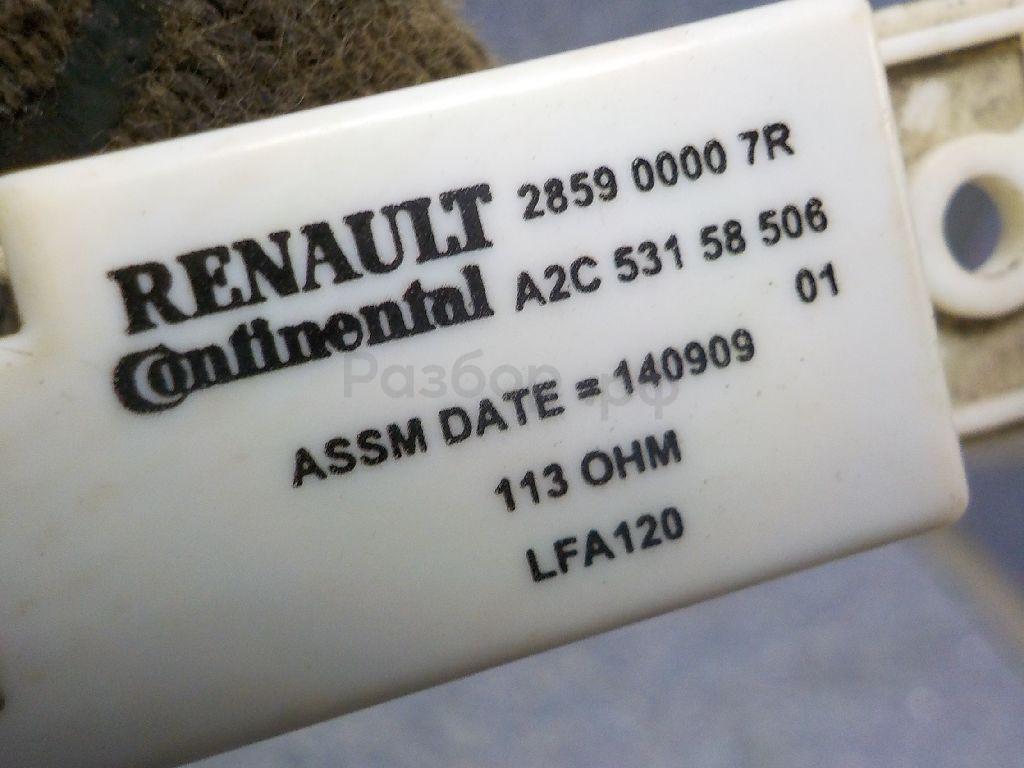 RENAULT 2859 0000 7R
Continental A2C 531 58 506
01
ASSM DATE = 140909
Разбор.рф
113 OHM
LFA120